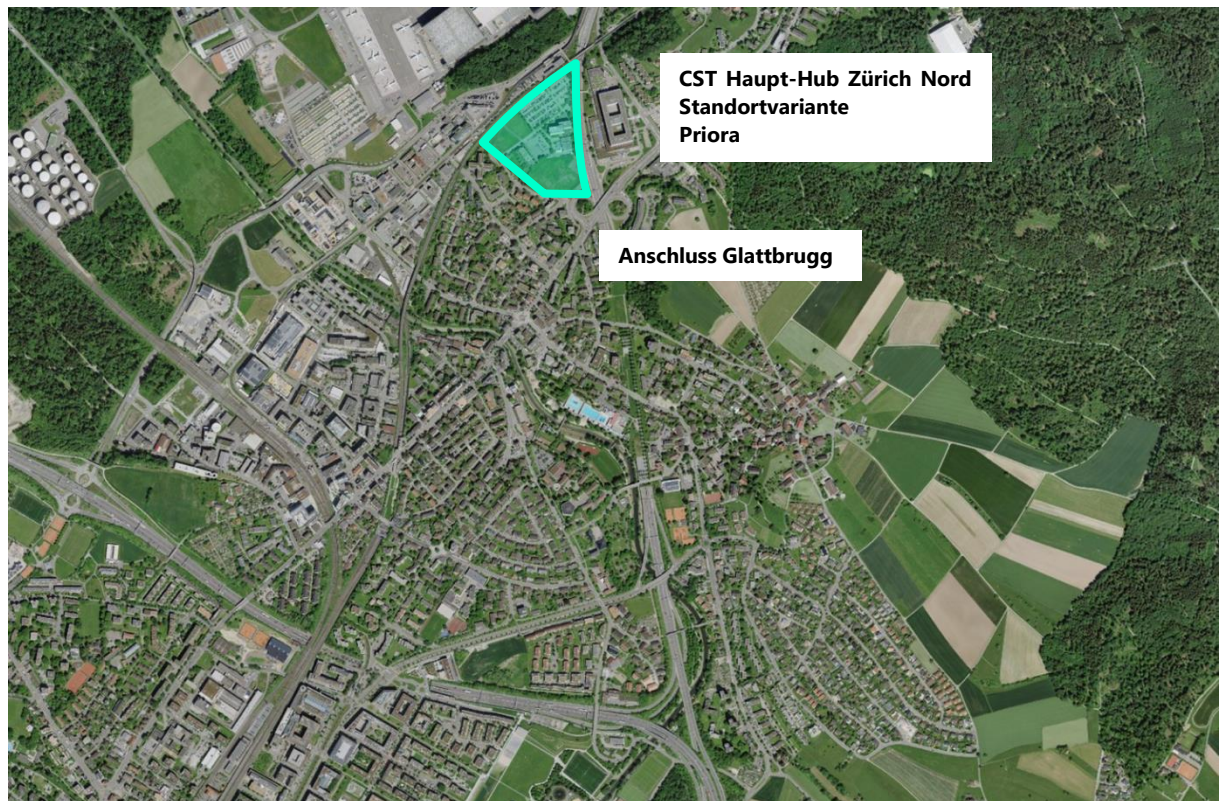 CST Haupt-Hub Zürich Nord
Standortvariante
Priora
Anschluss Glattbrugg